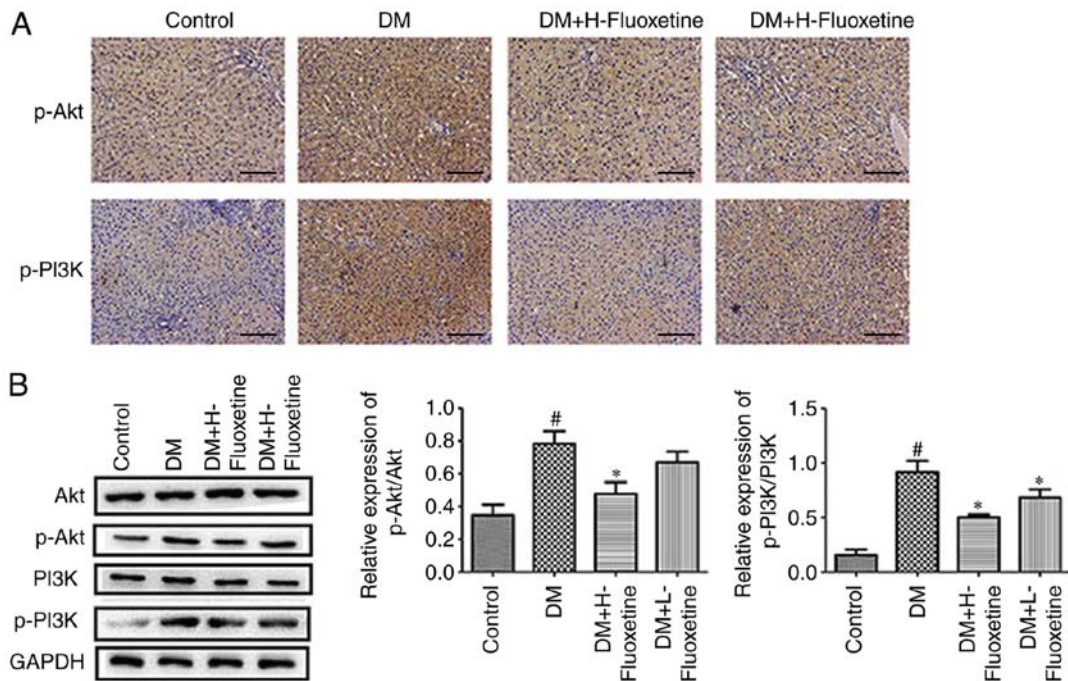 A
Control DM DM+H-Fluoxetine DM+H-Fluoxetine
p-Akt
p-PI3K
B
Control
DM
DM+H-
Fluoxetine
DM+H-
Fluoxetine
Akt
p-Akt
PI3K
p-PI3K
GAPDH
Relative expression of
p-Akt/Akt
1.0
0.8
0.6
0.4
0.2
0.0
#
*
Control
DM
DM+H-
Fluoxetine
DM+L-
Fluoxetine
Relative expression of
p-PI3K/PI3K
1.5
1.0
0.5
0.0
#
*
*
Control
DM
DM+H-
Fluoxetine
DM+L-
Fluoxetine